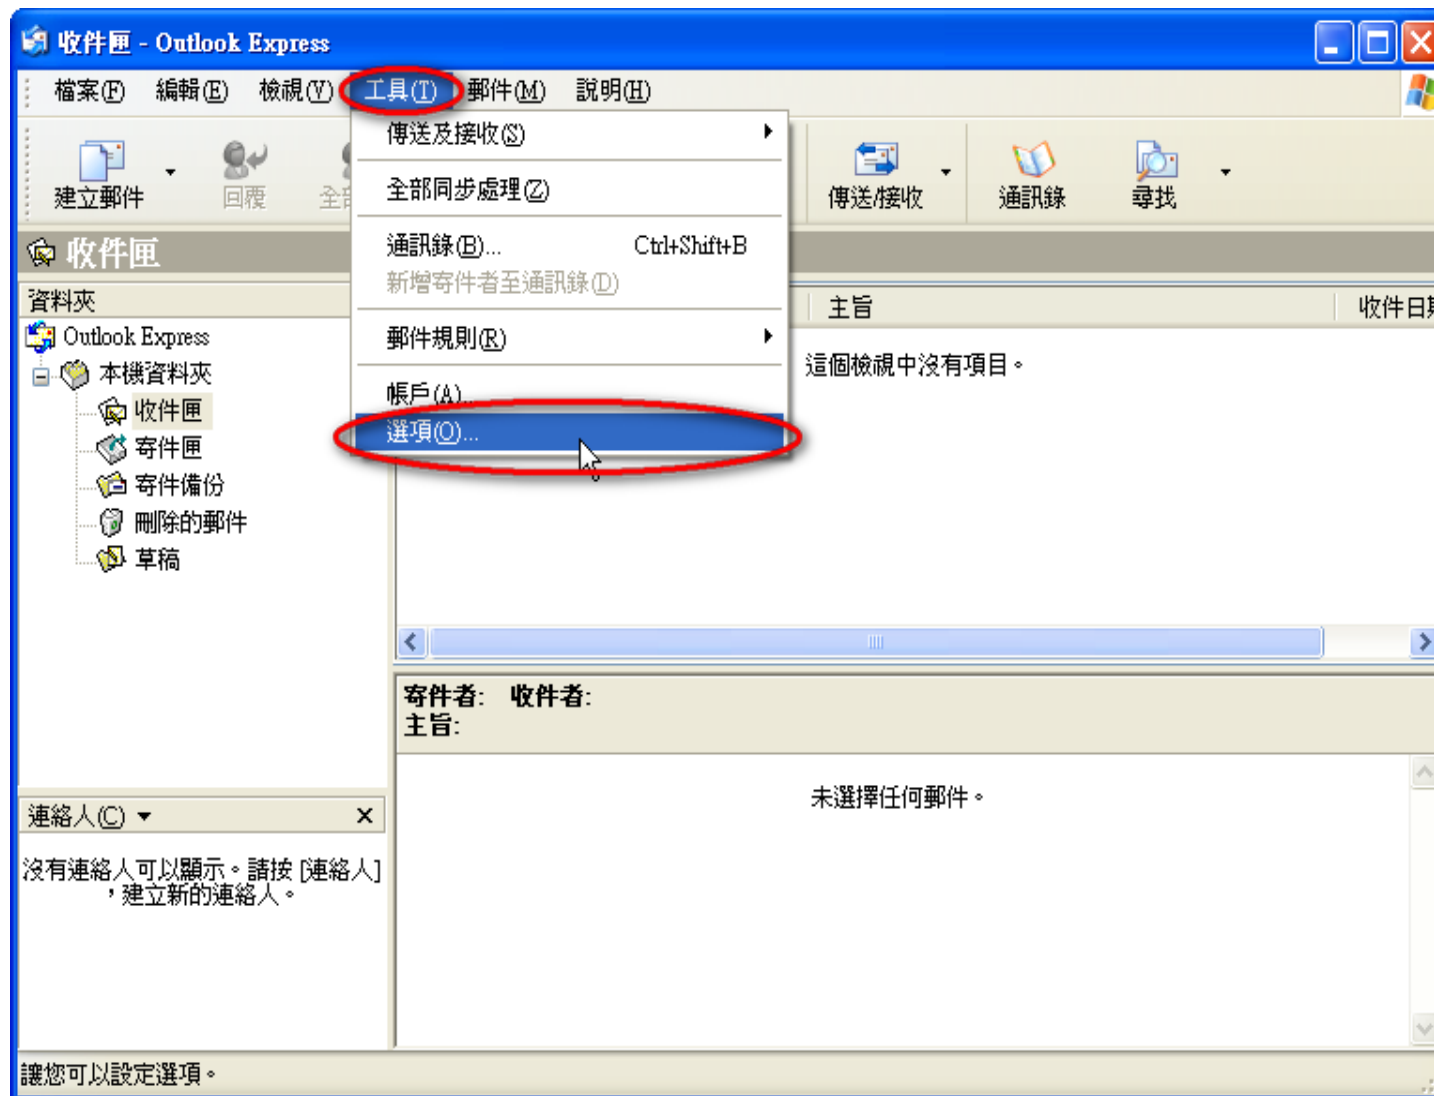 收件匣 - Outlook Express
檔案(F) 編輯(E) 檢視(V) 工具(T) 郵件(M) 說明(H)
建立郵件 回覆 傳送/接收 通訊錄 尋找
傳送及接收(S)
全部同步處理(Z)
通訊錄(B)... Ctrl+Shift+B
新增寄件者至通訊錄(D)
郵件規則(R)
帳戶(A)...
選項(O)...
收件匣
資料夾
Outlook Express
本機資料夾
收件匣
寄件匣
寄件備份
刪除的郵件
草稿
主旨 收件日期
這個檢視中沒有項目。
寄件者: 收件者:
主旨:
未選擇任何郵件。
連絡人(C)
沒有連絡人可以顯示。請按 [連絡人]
，建立新的連絡人。
讓您可以設定選項。